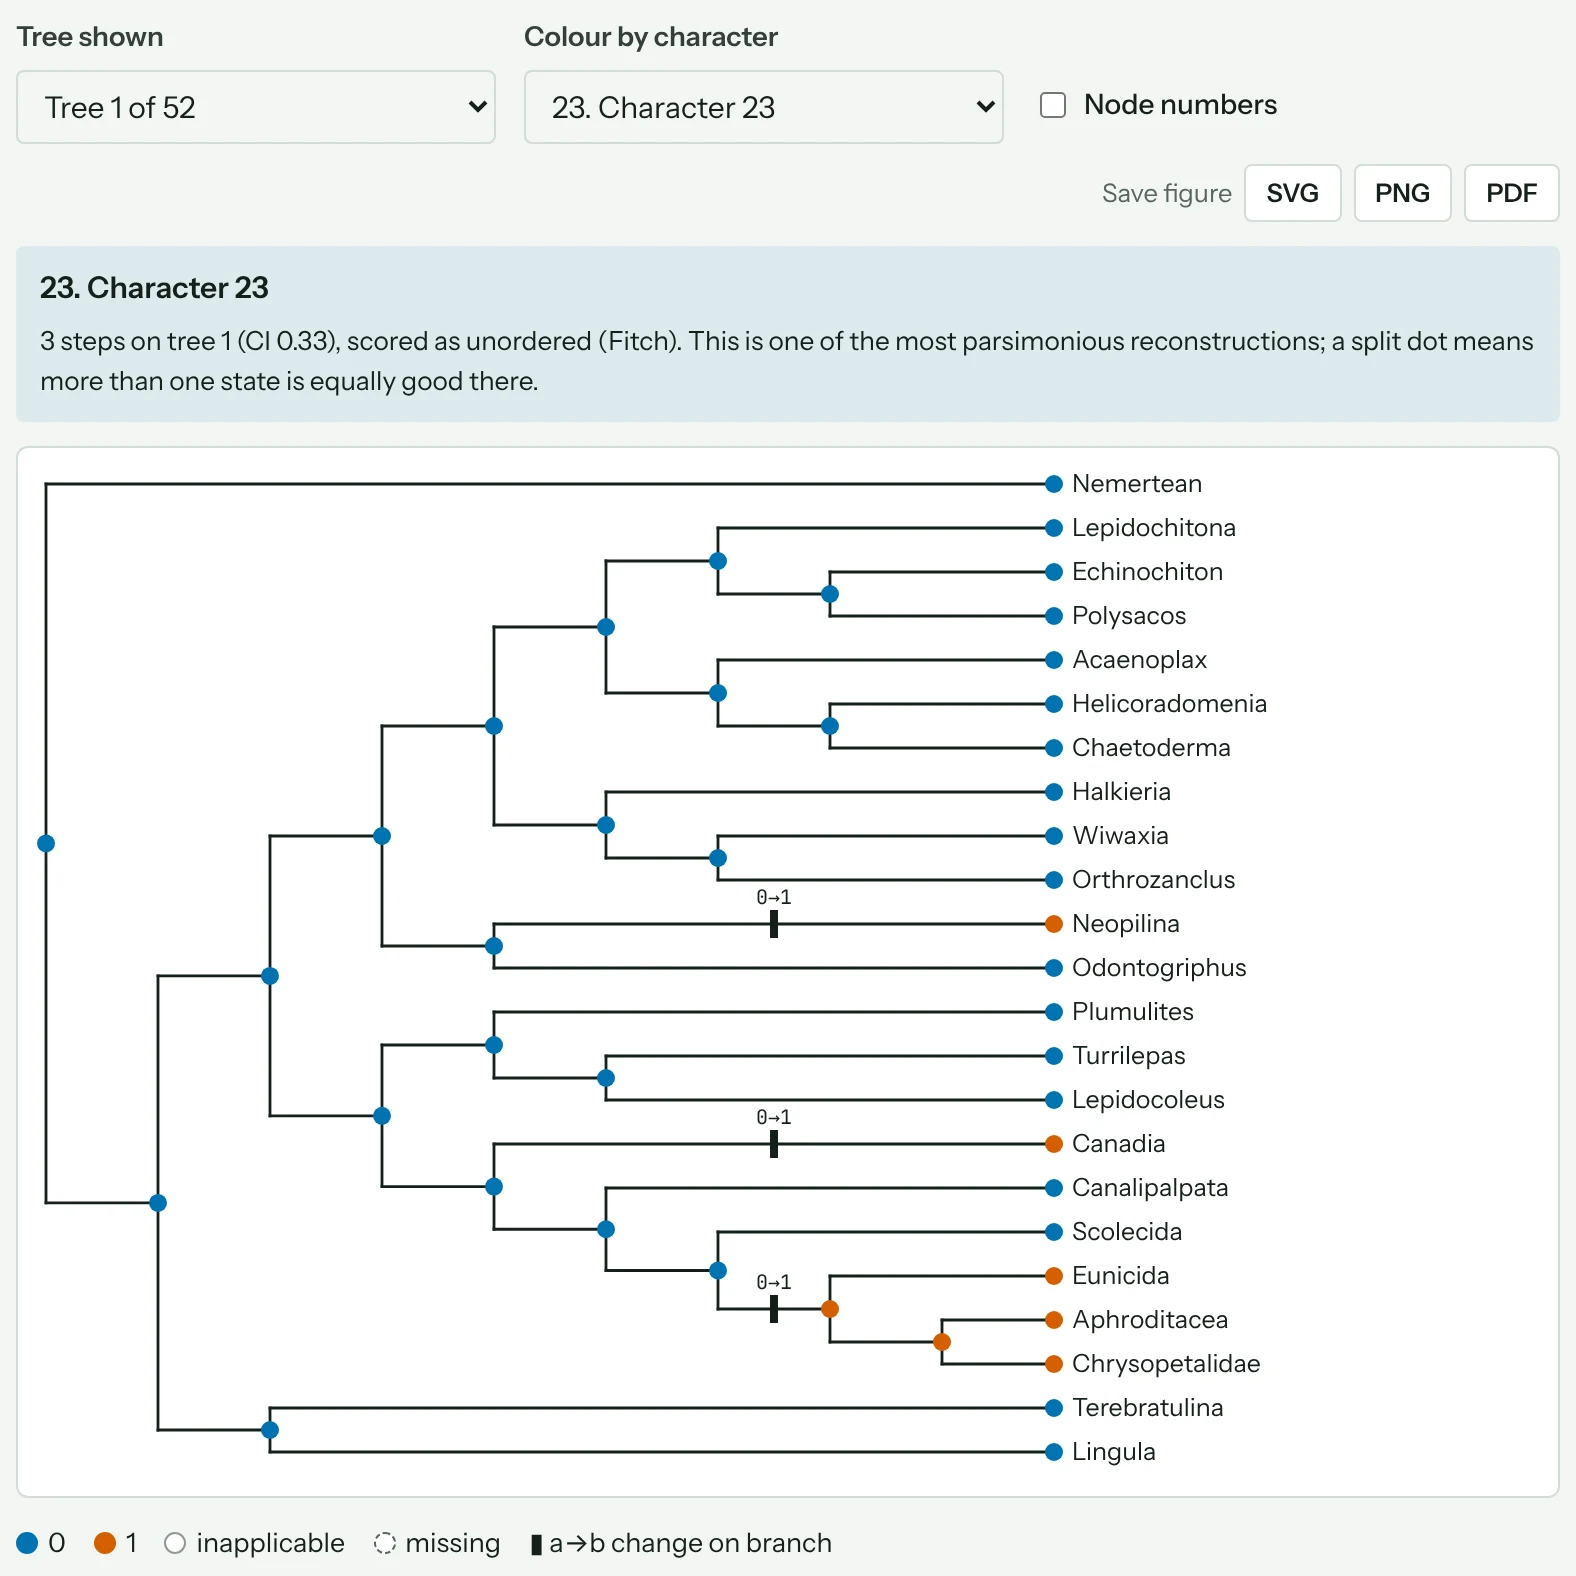 Tree shown
Colour by character
Tree 1 of 52
23. Character 23
Node numbers
Save figure
SVG
PNG
PDF
23. Character 23
3 steps on tree 1 (CI 0.33), scored as unordered (Fitch). This is one of the most parsimonious reconstructions; a split dot means
more than one state is equally good there.
Nemertean
Lepidochitona
Echinochiton
Polysacos
Acaenoplax
Helicoradomenia
Chaetoderma
Halkieria
Wiwaxia
Orthrozanclus
0→1
Neopilina
Odontogriphus
Plumulites
Turrilepas
Lepidocoleus
0→1
Canadia
Canalipalpata
Scolecida
Eunicida
0→1
Aphroditacea
Chrysopetalidae
Terebratulina
Lingula
0
1
inapplicable
missing
a→b change on branch